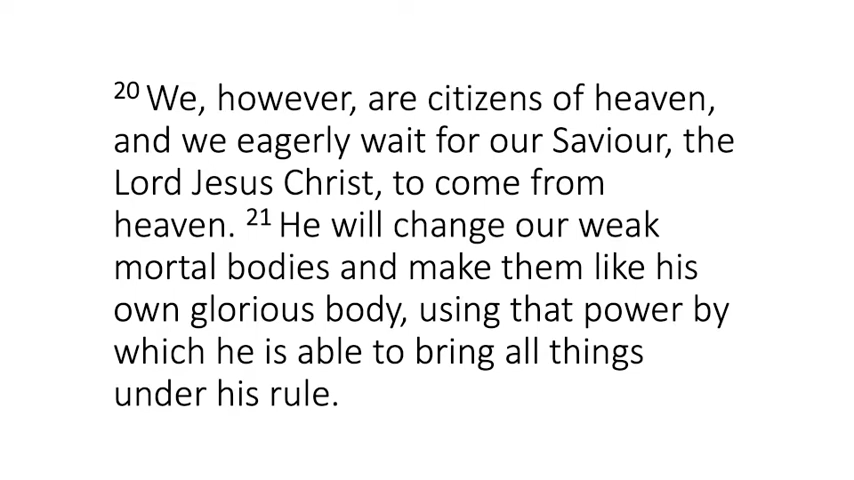 20 We, however, are citizens of heaven,
and we eagerly wait for our Saviour, the
Lord Jesus Christ, to come from
heaven. 21 He will change our weak
mortal bodies and make them like his
own glorious body, using that power by
which he is able to bring all things
under his rule.